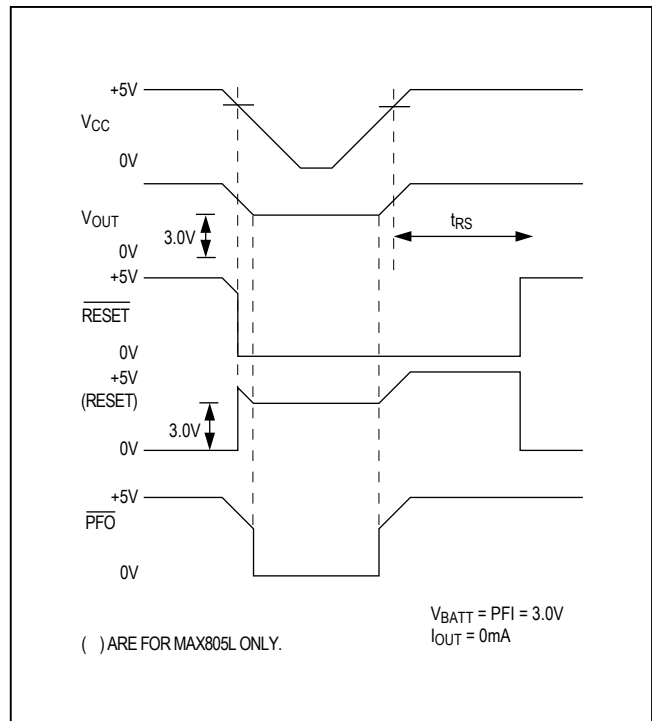 +5V
VCC
0V
VOUT
3.0V
tRS
0V
+5V
RESET
0V
+5V
(RESET)
3.0V
0V
+5V
PFO
0V
VBATT = PFI = 3.0V
IOUT = 0mA
( ) ARE FOR MAX805L ONLY.